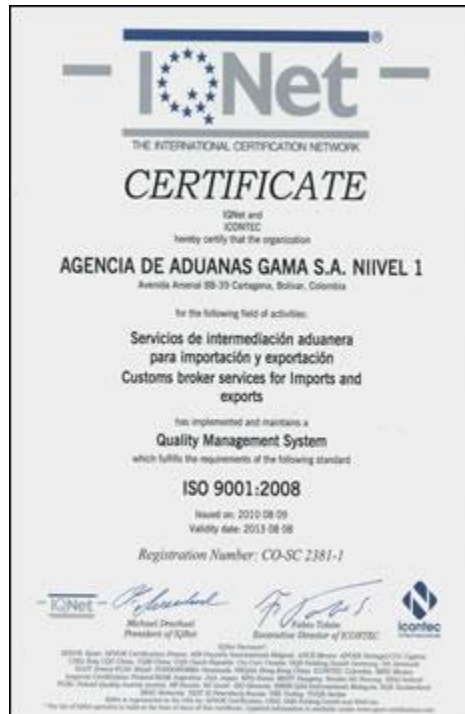 IQNet
®
THE INTERNATIONAL CERTIFICATION NETWORK
CERTIFICATE
IQNet and
ICONTEC
hereby certify that the organization
AGENCIA DE ADUANAS GAMA S.A. NIIVEL 1
Avenida Arsenal 8B-39 Cartagena, Bolívar, Colombia
for the following field of activities:
Servicios de intermediación aduanera
para importación y exportación
Customs broker services for Imports and
exports
has implemented and maintains a
Quality Management System
which fulfills the requirements of the following standard
ISO 9001:2008
Issued on: 2010 08 09
Validity date: 2013 08 08
Registration Number: CO-SC 2381-1
IQNet
Michael Drechsel
President of IQNet
Fabio Tobón
Executive Director of ICONTEC
icontec